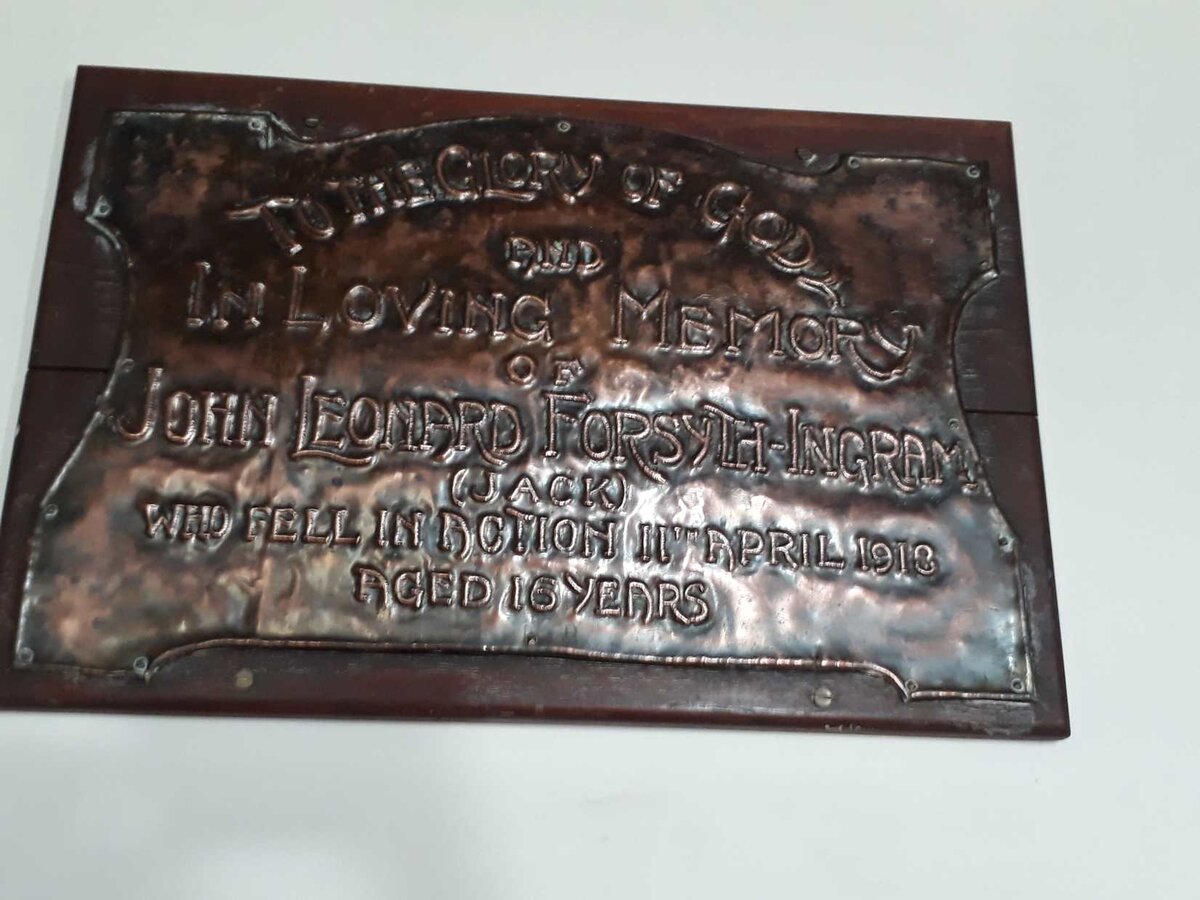 TO THE GLORY OF GOD
AND
IN LOVING MEMORY
OF
JOHN LEONARD FORSYTH-INGRAM
(JACK)
WHO FELL IN ACTION 11TH APRIL 1918
AGED 16 YEARS